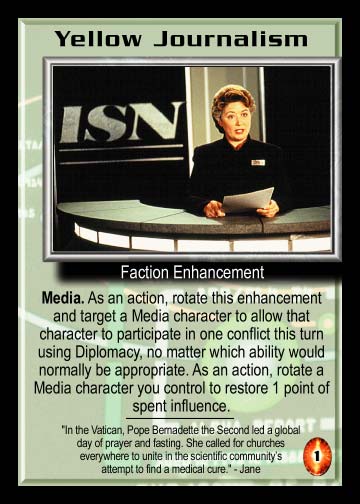 Yellow Journalism
ISN
Faction Enhancement
Media. As an action, rotate this enhancement
and target a Media character to allow that
character to participate in one conflict this turn
using Diplomacy, no matter which ability would
normally be appropriate. As an action, rotate a
Media character you control to restore 1 point of
spent influence.
"In the Vatican, Pope Bernadette the Second led a global
day of prayer and fasting. She called for churches
everywhere to unite in the scientific community's
attempt to find a medical cure." - Jane
1